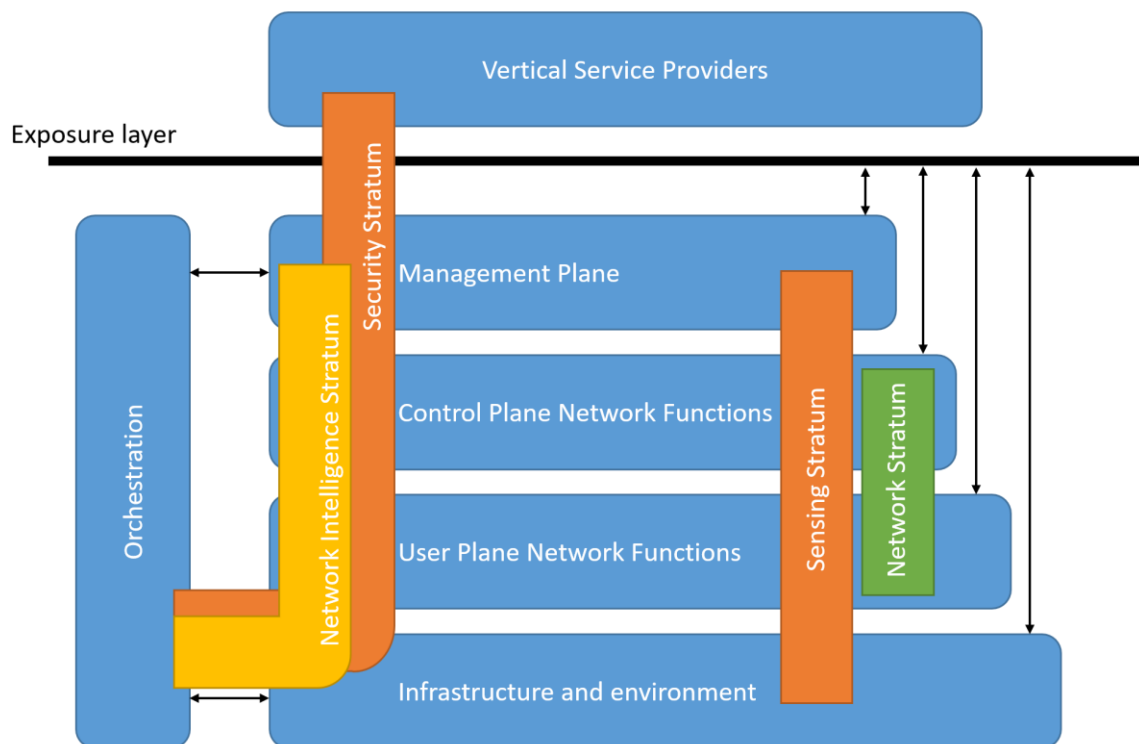 Vertical Service Providers
Exposure layer
Security Stratum
Management Plane
Network Intelligence Stratum
Control Plane Network Functions
Sensing Stratum
Network Stratum
Orchestration
User Plane Network Functions
Infrastructure and environment